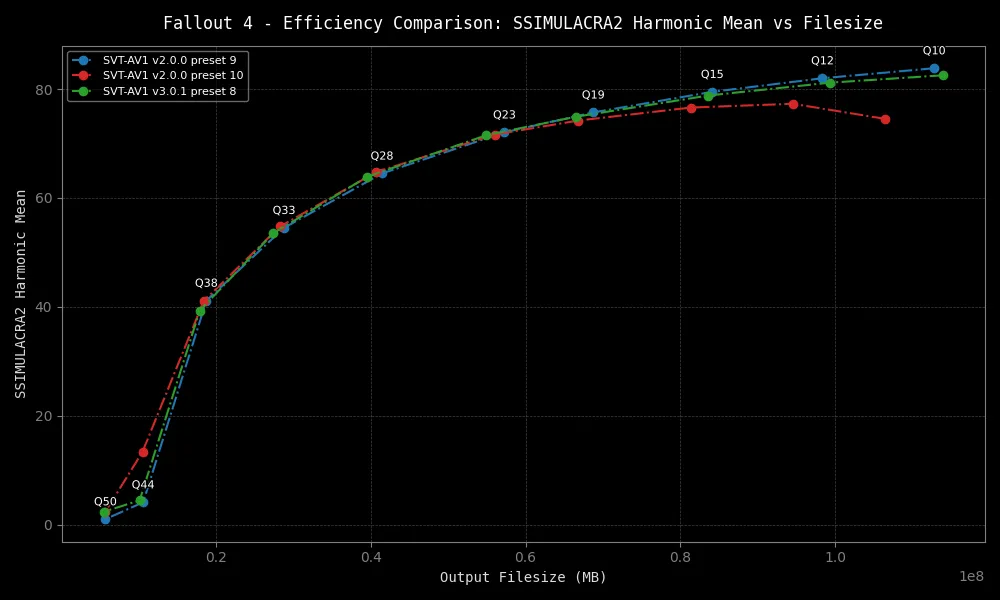 Fallout 4 - Efficiency Comparison: SSIMULACRA2 Harmonic Mean vs Filesize
SVT-AV1 v2.0.0 preset 9
SVT-AV1 v2.0.0 preset 10
SVT-AV1 v3.0.1 preset 8
Q10
Q12
Q15
Q19
Q23
Q28
Q33
Q38
Q44
Q50
80
60
40
20
0
SSIMULACRA2 Harmonic Mean
0.2
0.4
0.6
0.8
1.0
1e8
Output Filesize (MB)